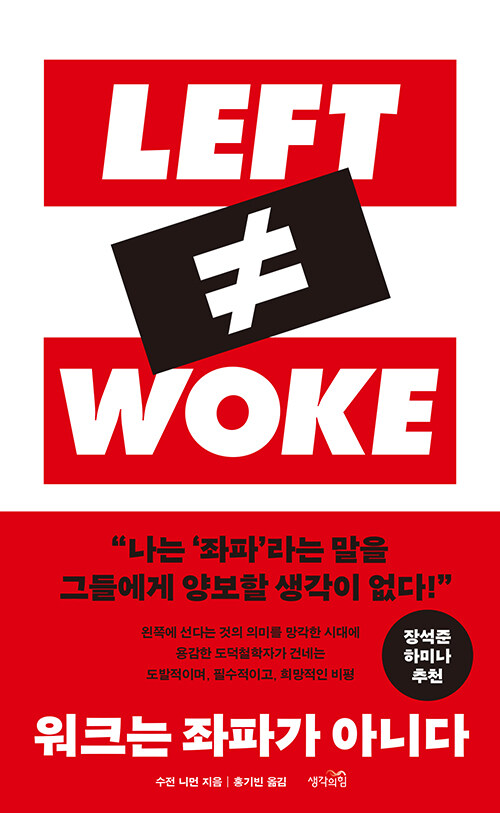 LEFT
≠
WOKE
“나는 ‘좌파’라는 말을
그들에게 양보할 생각이 없다!”
왼쪽에 선다는 것의 의미를 망각한 시대에
용감한 도덕철학자가 건네는
도발적이며, 필수적이고, 희망적인 비평
장석준
하미나
추천
워크는 좌파가 아니다
수전 니먼 지음 | 홍기빈 옮김
생각의힘